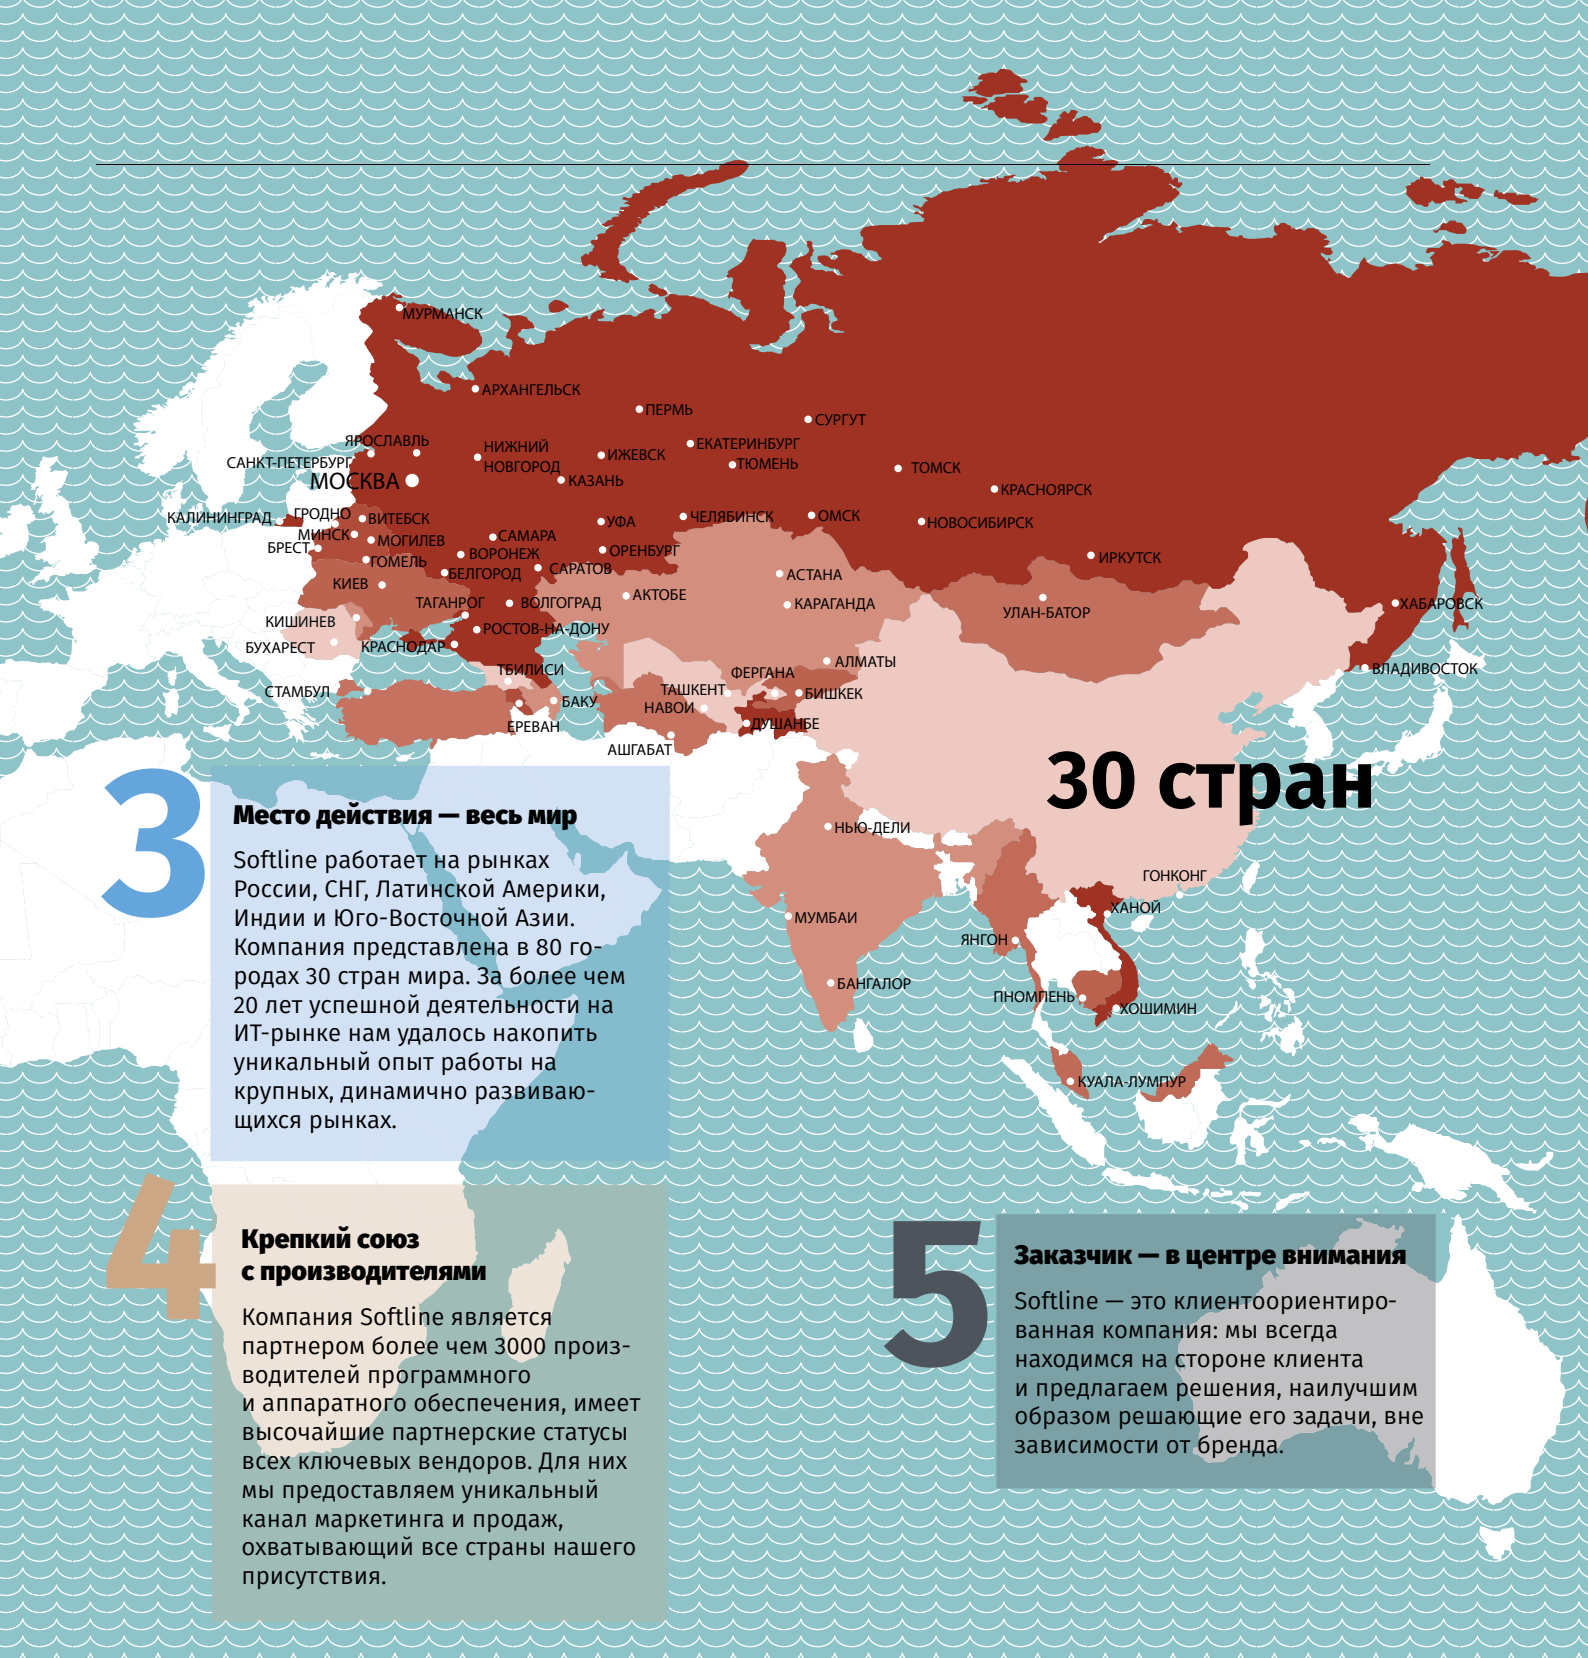 МУРМАНСК
АРХАНГЕЛЬСК
ПЕРМЬ
СУРГУТ
ЯРОСЛАВЛЬ
НИЖНИЙ
НОВГОРОД
ЕКАТЕРИНБУРГ
ИЖЕВСК
САНКТ-ПЕТЕРБУРГ
ТЮМЕНЬ
ТОМСК
МОСКВА
КАЗАНЬ
КРАСНОЯРСК
КАЛИНИНГРАД
ГРОДНО
ВИТЕБСК
УФА
ЧЕЛЯБИНСК
ОМСК
НОВОСИБИРСК
МИНСК
МОГИЛЕВ
САМАРА
БРЕСТ
ВОРОНЕЖ
ОРЕНБУРГ
ИРКУТСК
ГОМЕЛЬ
БЕЛГОРОД
САРАТОВ
АСТАНА
КИЕВ
АКТОБЕ
ТАГАНРОГ
ВОЛГОГРАД
КАРАГАНДА
УЛАН-БАТОР
ХАБАРОВСК
КИШИНЕВ
РОСТОВ-НА-ДОНУ
БУХАРЕСТ
КРАСНОДАР
АЛМАТЫ
ТБИЛИСИ
ФЕРГАНА
ВЛАДИВОСТОК
СТАМБУЛ
ТАШКЕНТ
БИШКЕК
БАКУ
НАВОИ
ЕРЕВАН
ДУШАНБЕ
АШГАБАТ
30 стран
НЬЮ-ДЕЛИ
ГОНКОНГ
ХАНОЙ
МУМБАИ
ЯНГОН
БАНГАЛОР
ПНОМПЕНЬ
ХОШИМИН
КУАЛА-ЛУМПУР
3
Место действия — весь мир
Softline работает на рынках
России, СНГ, Латинской Америки,
Индии и Юго-Восточной Азии.
Компания представлена в 80 го-
родах 30 стран мира. За более чем
20 лет успешной деятельности на
ИТ-рынке нам удалось накопить
уникальный опыт работы на
крупных, динамично развиваю-
щихся рынках.
4
Крепкий союз
с производителями
Компания Softline является
партнером более чем 3000 произ-
водителей программного
и аппаратного обеспечения, имеет
высочайшие партнерские статусы
всех ключевых вендоров. Для них
мы предоставляем уникальный
канал маркетинга и продаж,
охватывающий все страны нашего
присутствия.
5
Заказчик — в центре внимания
Softline — это клиентоориентиро-
ванная компания: мы всегда
находимся на стороне клиента
и предлагаем решения, наилучшим
образом решающие его задачи, вне
зависимости от бренда.